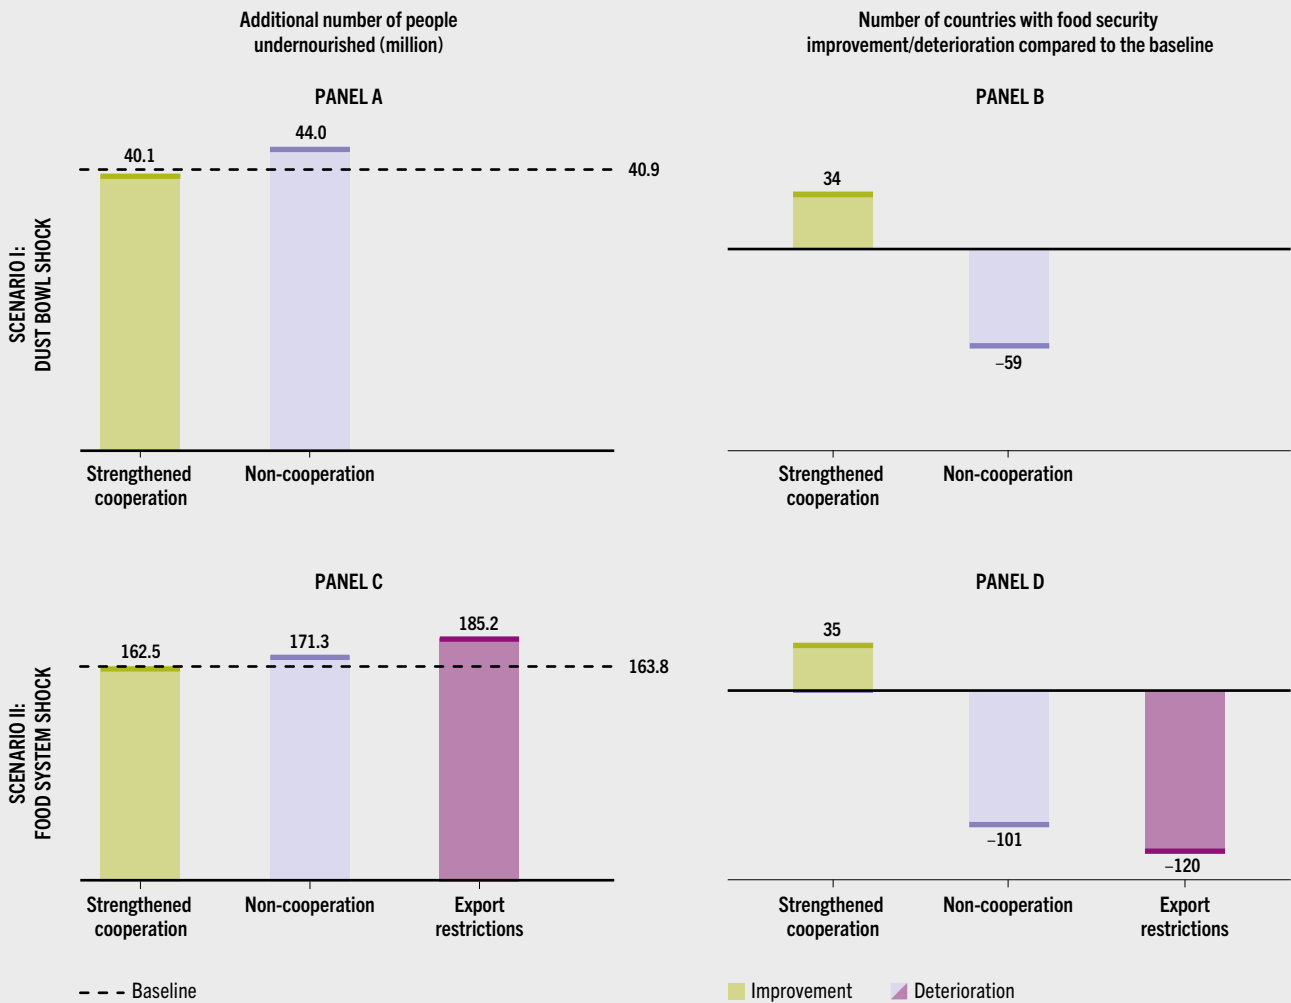 Additional number of people
undernourished (million)
Number of countries with food security
improvement/deterioration compared to the baseline
SCENARIO I:
DUST BOWL SHOCK
PANEL A
40.1
44.0
40.9
Strengthened
cooperation
Non-cooperation
PANEL B
34
–59
Strengthened
cooperation
Non-cooperation
SCENARIO II:
FOOD SYSTEM SHOCK
PANEL C
162.5
171.3
185.2
163.8
Strengthened
cooperation
Non-cooperation
Export
restrictions
PANEL D
35
–101
–120
Strengthened
cooperation
Non-cooperation
Export
restrictions
Baseline
Improvement
Deterioration